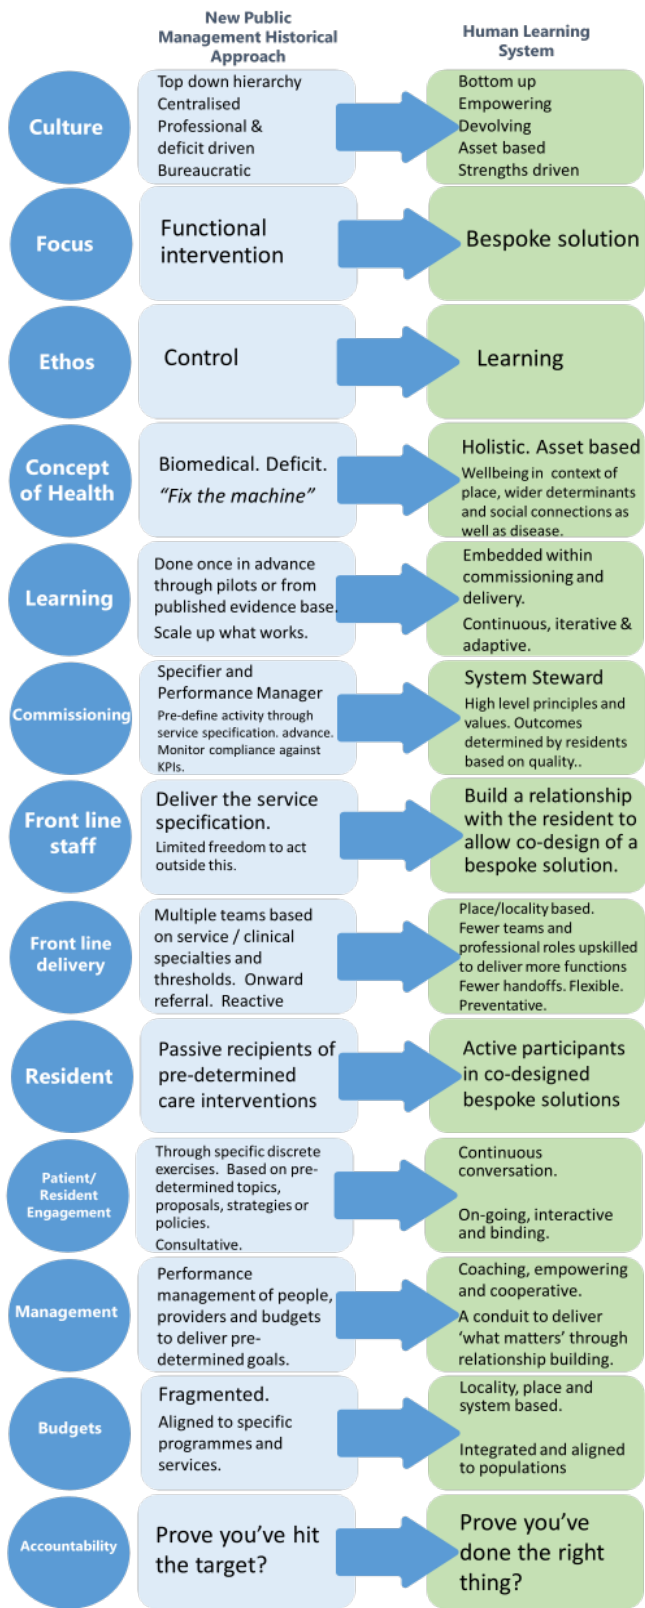 New Public
Management Historical
Approach
Human Learning
System
Culture
Top down hierarchy
Centralised
Professional &
deficit driven
Bureaucratic
Bottom up
Empowering
Devolving
Asset based
Strengths driven
Focus
Functional
intervention
Bespoke solution
Ethos
Control
Learning
Concept
of Health
Biomedical. Deficit.
“Fix the machine”
Holistic. Asset based
Wellbeing in context of
place, wider determinants
and social connections as
well as disease.
Learning
Done once in advance
through pilots or from
published evidence base.
Scale up what works.
Embedded within
commissioning and
delivery.
Continuous, iterative &
adaptive.
Commissioning
Specifier and
Performance Manager
Pre-define activity through
service specification. advance.
Monitor compliance against
KPIs.
System Steward
High level principles and
values. Outcomes
determined by residents
based on quality..
Front line
staff
Deliver the service
specification.
Limited freedom to act
outside this.
Build a relationship
with the resident to
allow co-design of a
bespoke solution.
Front line
delivery
Multiple teams based
on service / clinical
specialties and
thresholds. Onward
referral. Reactive
Place/locality based.
Fewer teams and
professional roles upskilled
to deliver more functions
Fewer handoffs. Flexible.
Preventative.
Resident
Passive recipients of
pre-determined
care interventions
Active participants
in co-designed
bespoke solutions
Patient/
Resident
Engagement
Through specific discrete
exercises. Based on pre-
determined topics,
proposals, strategies or
policies.
Consultative.
Continuous
conversation.
On-going, interactive
and binding.
Management
Performance
management of people,
providers and budgets
to deliver pre-
determined goals.
Coaching, empowering
and cooperative.
A conduit to deliver
‘what matters’ through
relationship building.
Budgets
Fragmented.
Aligned to specific
programmes and
services.
Locality, place and
system based.
Integrated and aligned
to populations
Accountability
Prove you’ve hit
the target?
Prove you’ve
done the right
thing?